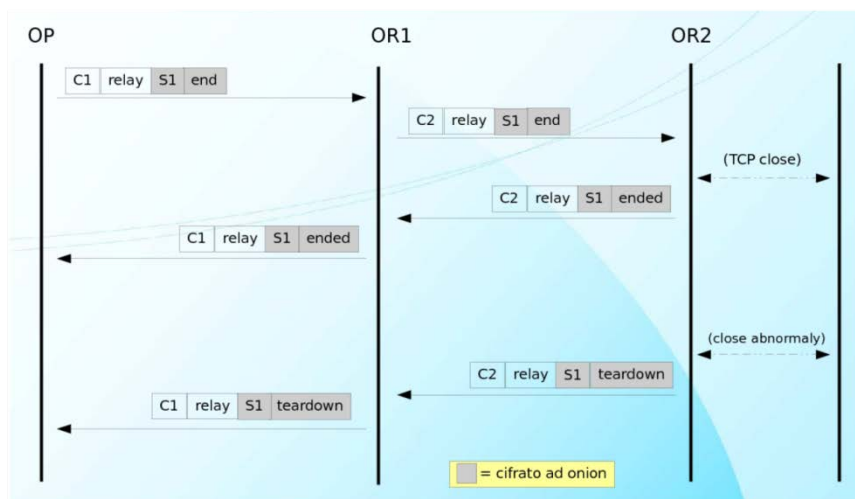 OP OR1 OR2
C1 relay S1 end
C2 relay S1 end
(TCP close)
C2 relay S1 ended
C1 relay S1 ended
(close abnormaly)
C2 relay S1 teardown
C1 relay S1 teardown
= cifrato ad onion